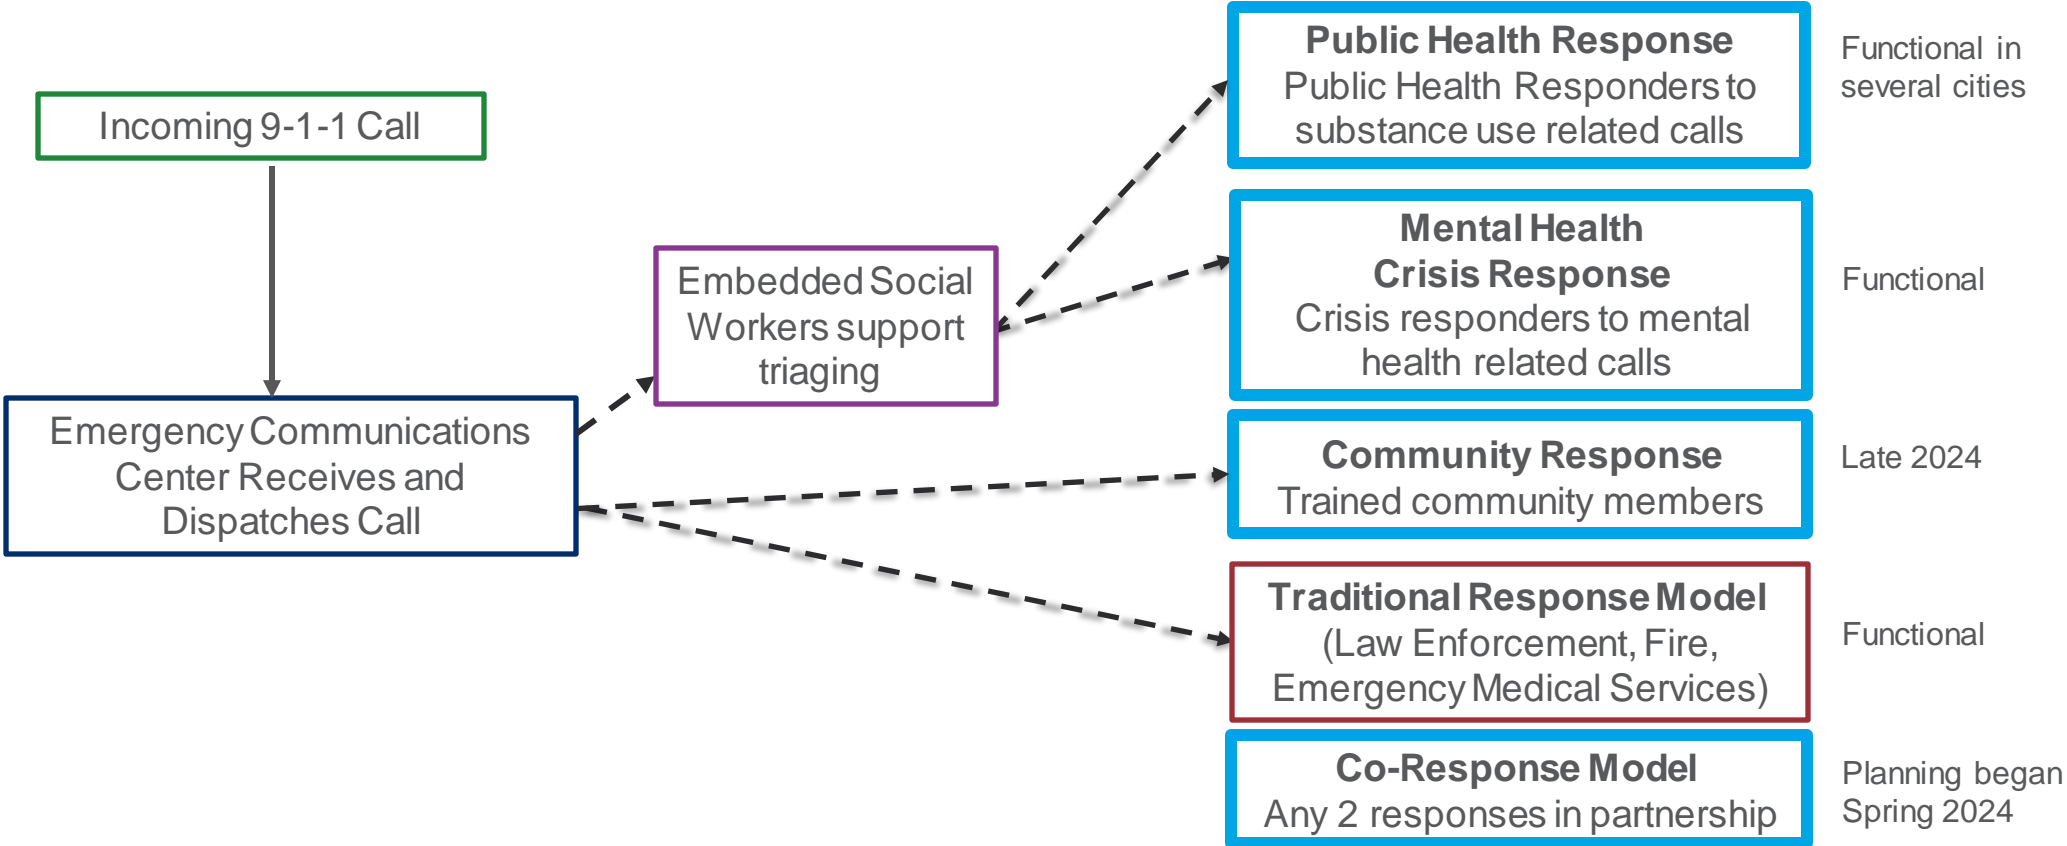 Incoming 9-1-1 Call
Emergency Communications
Center Receives and
Dispatches Call
Embedded Social
Workers support
triaging
Public Health Response
Public Health Responders to
substance use related calls
Functional in
several cities
Mental Health
Crisis Response
Crisis responders to mental
health related calls
Functional
Community Response
Trained community members
Late 2024
Traditional Response Model
(Law Enforcement, Fire,
Emergency Medical Services)
Functional
Co-Response Model
Any 2 responses in partnership
Planning began
Spring 2024